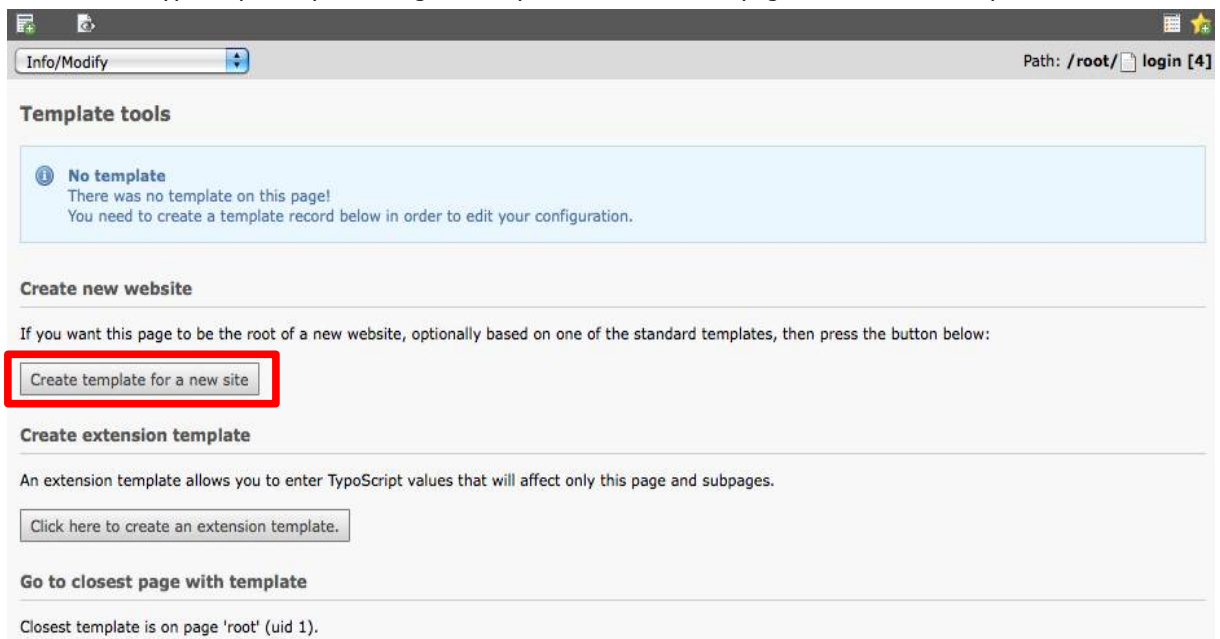 Info/Modify
Path: /root/ login [4]
Template tools
No template
There was no template on this page!
You need to create a template record below in order to edit your configuration.
Create new website
If you want this page to be the root of a new website, optionally based on one of the standard templates, then press the button below:
Create template for a new site
Create extension template
An extension template allows you to enter TypoScript values that will affect only this page and subpages.
Click here to create an extension template.
Go to closest page with template
Closest template is on page 'root' (uid 1).